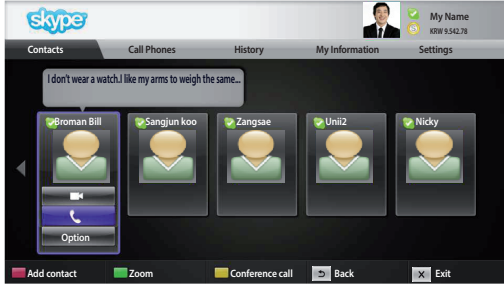 skype
My Name
KRW 9.542.78
Contacts Call Phones History My Information Settings
I don't wear a watch.I like my arms to weigh the same...
Broman Bill Sangjun koo Zangsae Unii2 Nicky
Option
Add contact Zoom Conference call Back X Exit